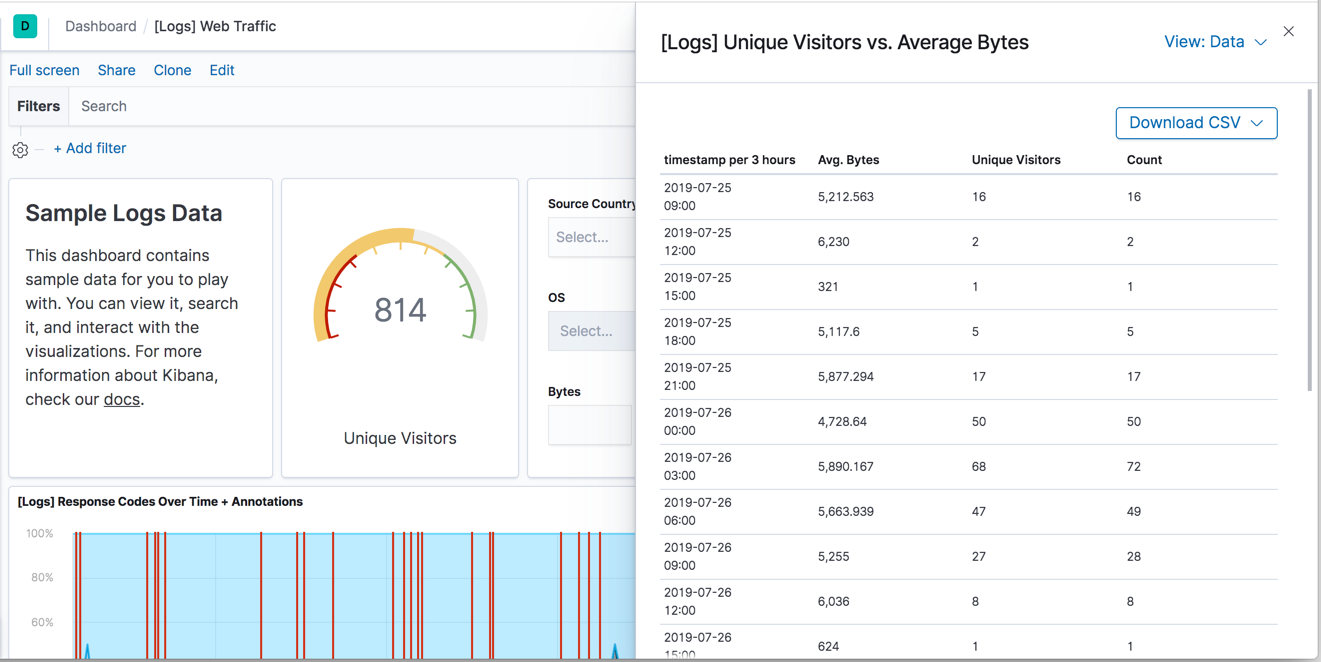 D Dashboard / [Logs] Web Traffic
Full screen Share Clone Edit
Filters Search
+ Add filter
Sample Logs Data
This dashboard contains
sample data for you to play
with. You can view it, search
it, and interact with the
visualizations. For more
information about Kibana,
check our docs.
814
Unique Visitors
Source Country
Select...
OS
Select...
Bytes
[Logs] Response Codes Over Time + Annotations
100%
80%
60%
[Logs] Unique Visitors vs. Average Bytes
View: Data
Download CSV
timestamp per 3 hours Avg. Bytes Unique Visitors Count
2019-07-25
09:00 5,212.563 16 16
2019-07-25
12:00 6,230 2 2
2019-07-25
15:00 321 1 1
2019-07-25
18:00 5,117.6 5 5
2019-07-25
21:00 5,877.294 17 17
2019-07-26
00:00 4,728.64 50 50
2019-07-26
03:00 5,890.167 68 72
2019-07-26
06:00 5,663.939 47 49
2019-07-26
09:00 5,255 27 28
2019-07-26
12:00 6,036 8 8
2019-07-26
15:00 624 1 1